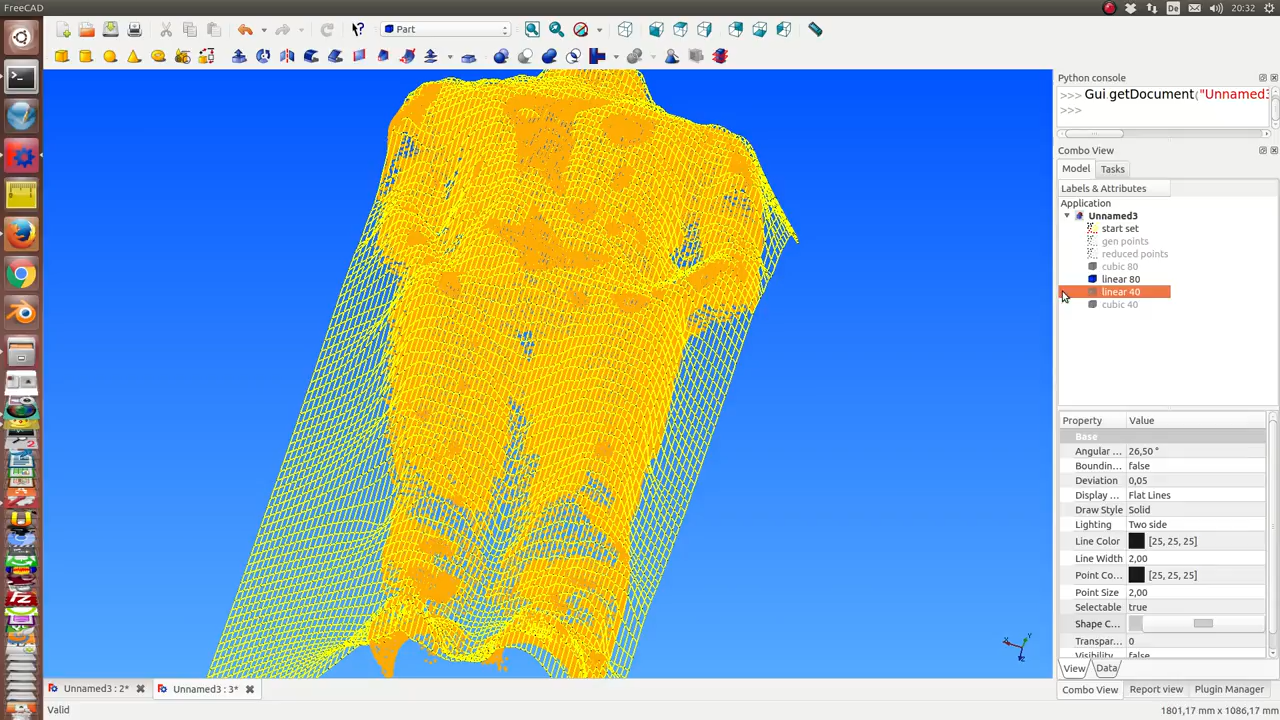 FreeCAD
De
20:32
Part
Python console
>>> Gui.getDocument("Unnamed3
>>>
Combo View
Model
Tasks
Labels & Attributes
Application
Unnamed3
start set
gen points
reduced points
cubic 80
linear 80
linear 40
cubic 40
Property Value
Base
Angular ... 26,50 °
Boundin... false
Deviation 0,05
Display ... Flat Lines
Draw Style Solid
Lighting Two side
Line Color [25, 25, 25]
Line Width 2,00
Point Co... [25, 25, 25]
Point Size 2,00
Selectable true
Shape C...
Transpar... 0
Visibility false
View
Data
Unnamed3 : 2*
Unnamed3 : 3*
Combo View
Report view
Plugin Manager
Valid
1801,17 mm x 1086,17 mm